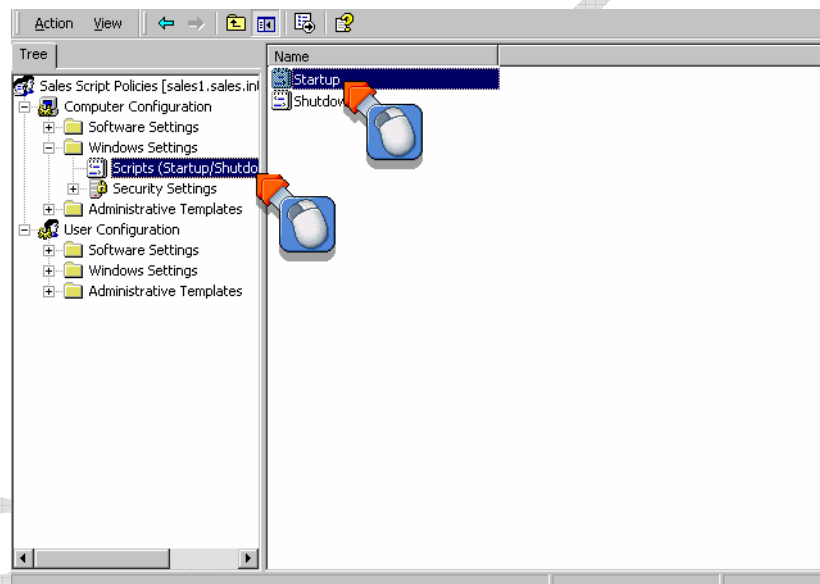 Action View
Tree
Name
Sales Script Policies [sales1.sales.in
Computer Configuration
Software Settings
Windows Settings
Scripts (Startup/Shutdo
Security Settings
Administrative Templates
User Configuration
Software Settings
Windows Settings
Administrative Templates
Startup
Shutdow